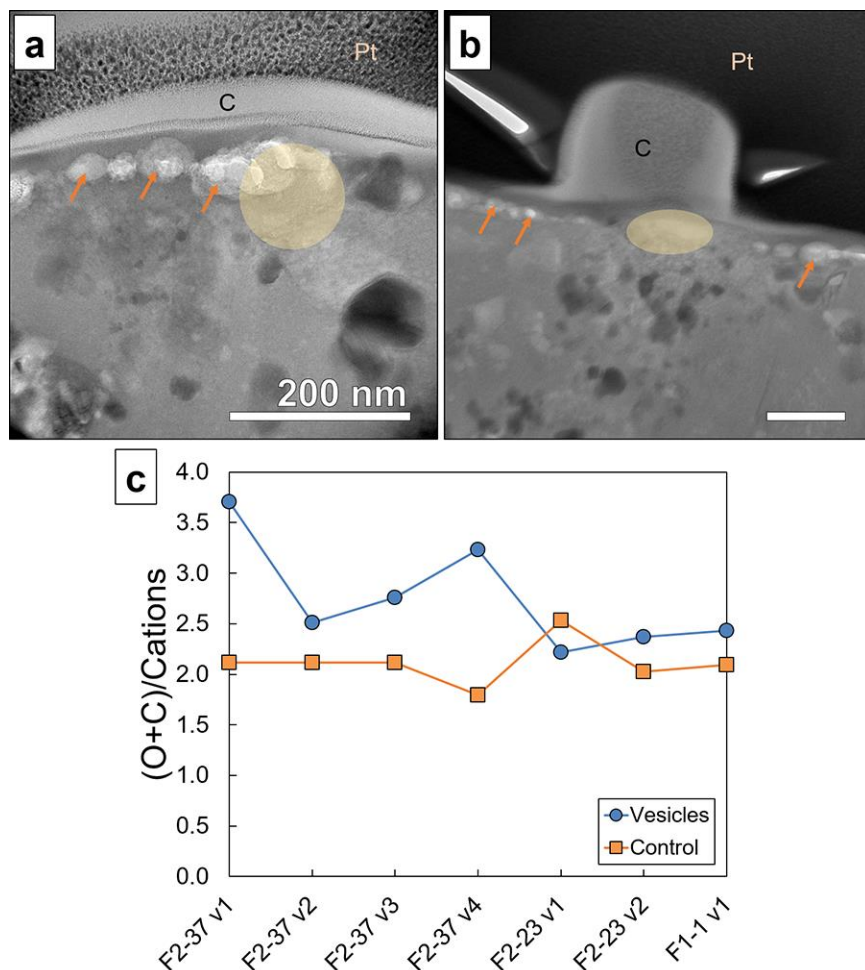 a
Pt
C
200 nm
b
Pt
C
c
(O+C)/Cations
4.0
3.5
3.0
2.5
2.0
1.5
1.0
0.5
0.0
Vesicles
Control
F2-37 v1
F2-37 v2
F2-37 v3
F2-37 v4
F2-23 v1
F2-23 v2
F1-1 v1